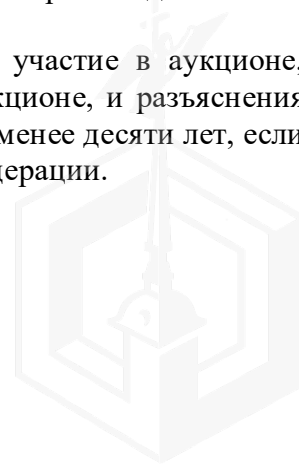 участие в аукционе,
кционе, и разъяснения
менее десяти лет, если
дерации.